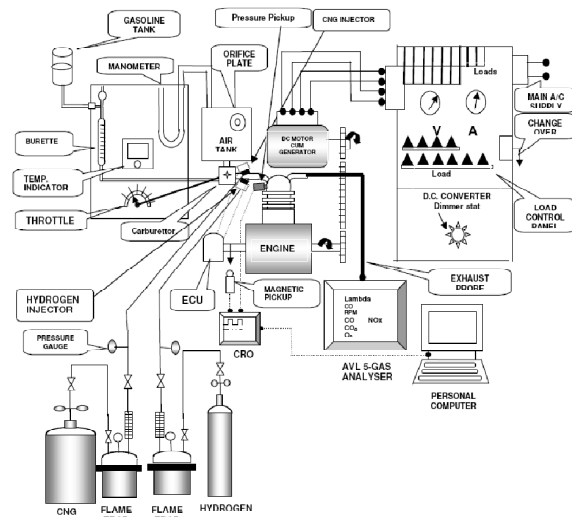 GASOLINE
TANK
MANOMETER
ORIFICE
PLATE
Pressure Pickup
CNG INJECTOR
Loads
MAIN A/C
SUPPLY
CHANGE
OVER
BURETTE
AIR
TANK
DC MOTOR
CUM
GENERATOR
V A
Load
TEMP.
INDICATOR
THROTTLE
Carburettor
D.C. CONVERTER
Dimmer stat
LOAD CONTROL
PANEL
ENGINE
HYDROGEN
INJECTOR
ECU
MAGNETIC
PICKUP
EXHAUST
PROBE
PRESSURE
GAUGE
CRO
Lambda
CO
RPM
CO NOx
CO₂
O₂
AVL 5-GAS
ANALYSER
PERSONAL
COMPUTER
CNG
FLAME
FLAME
HYDROGEN